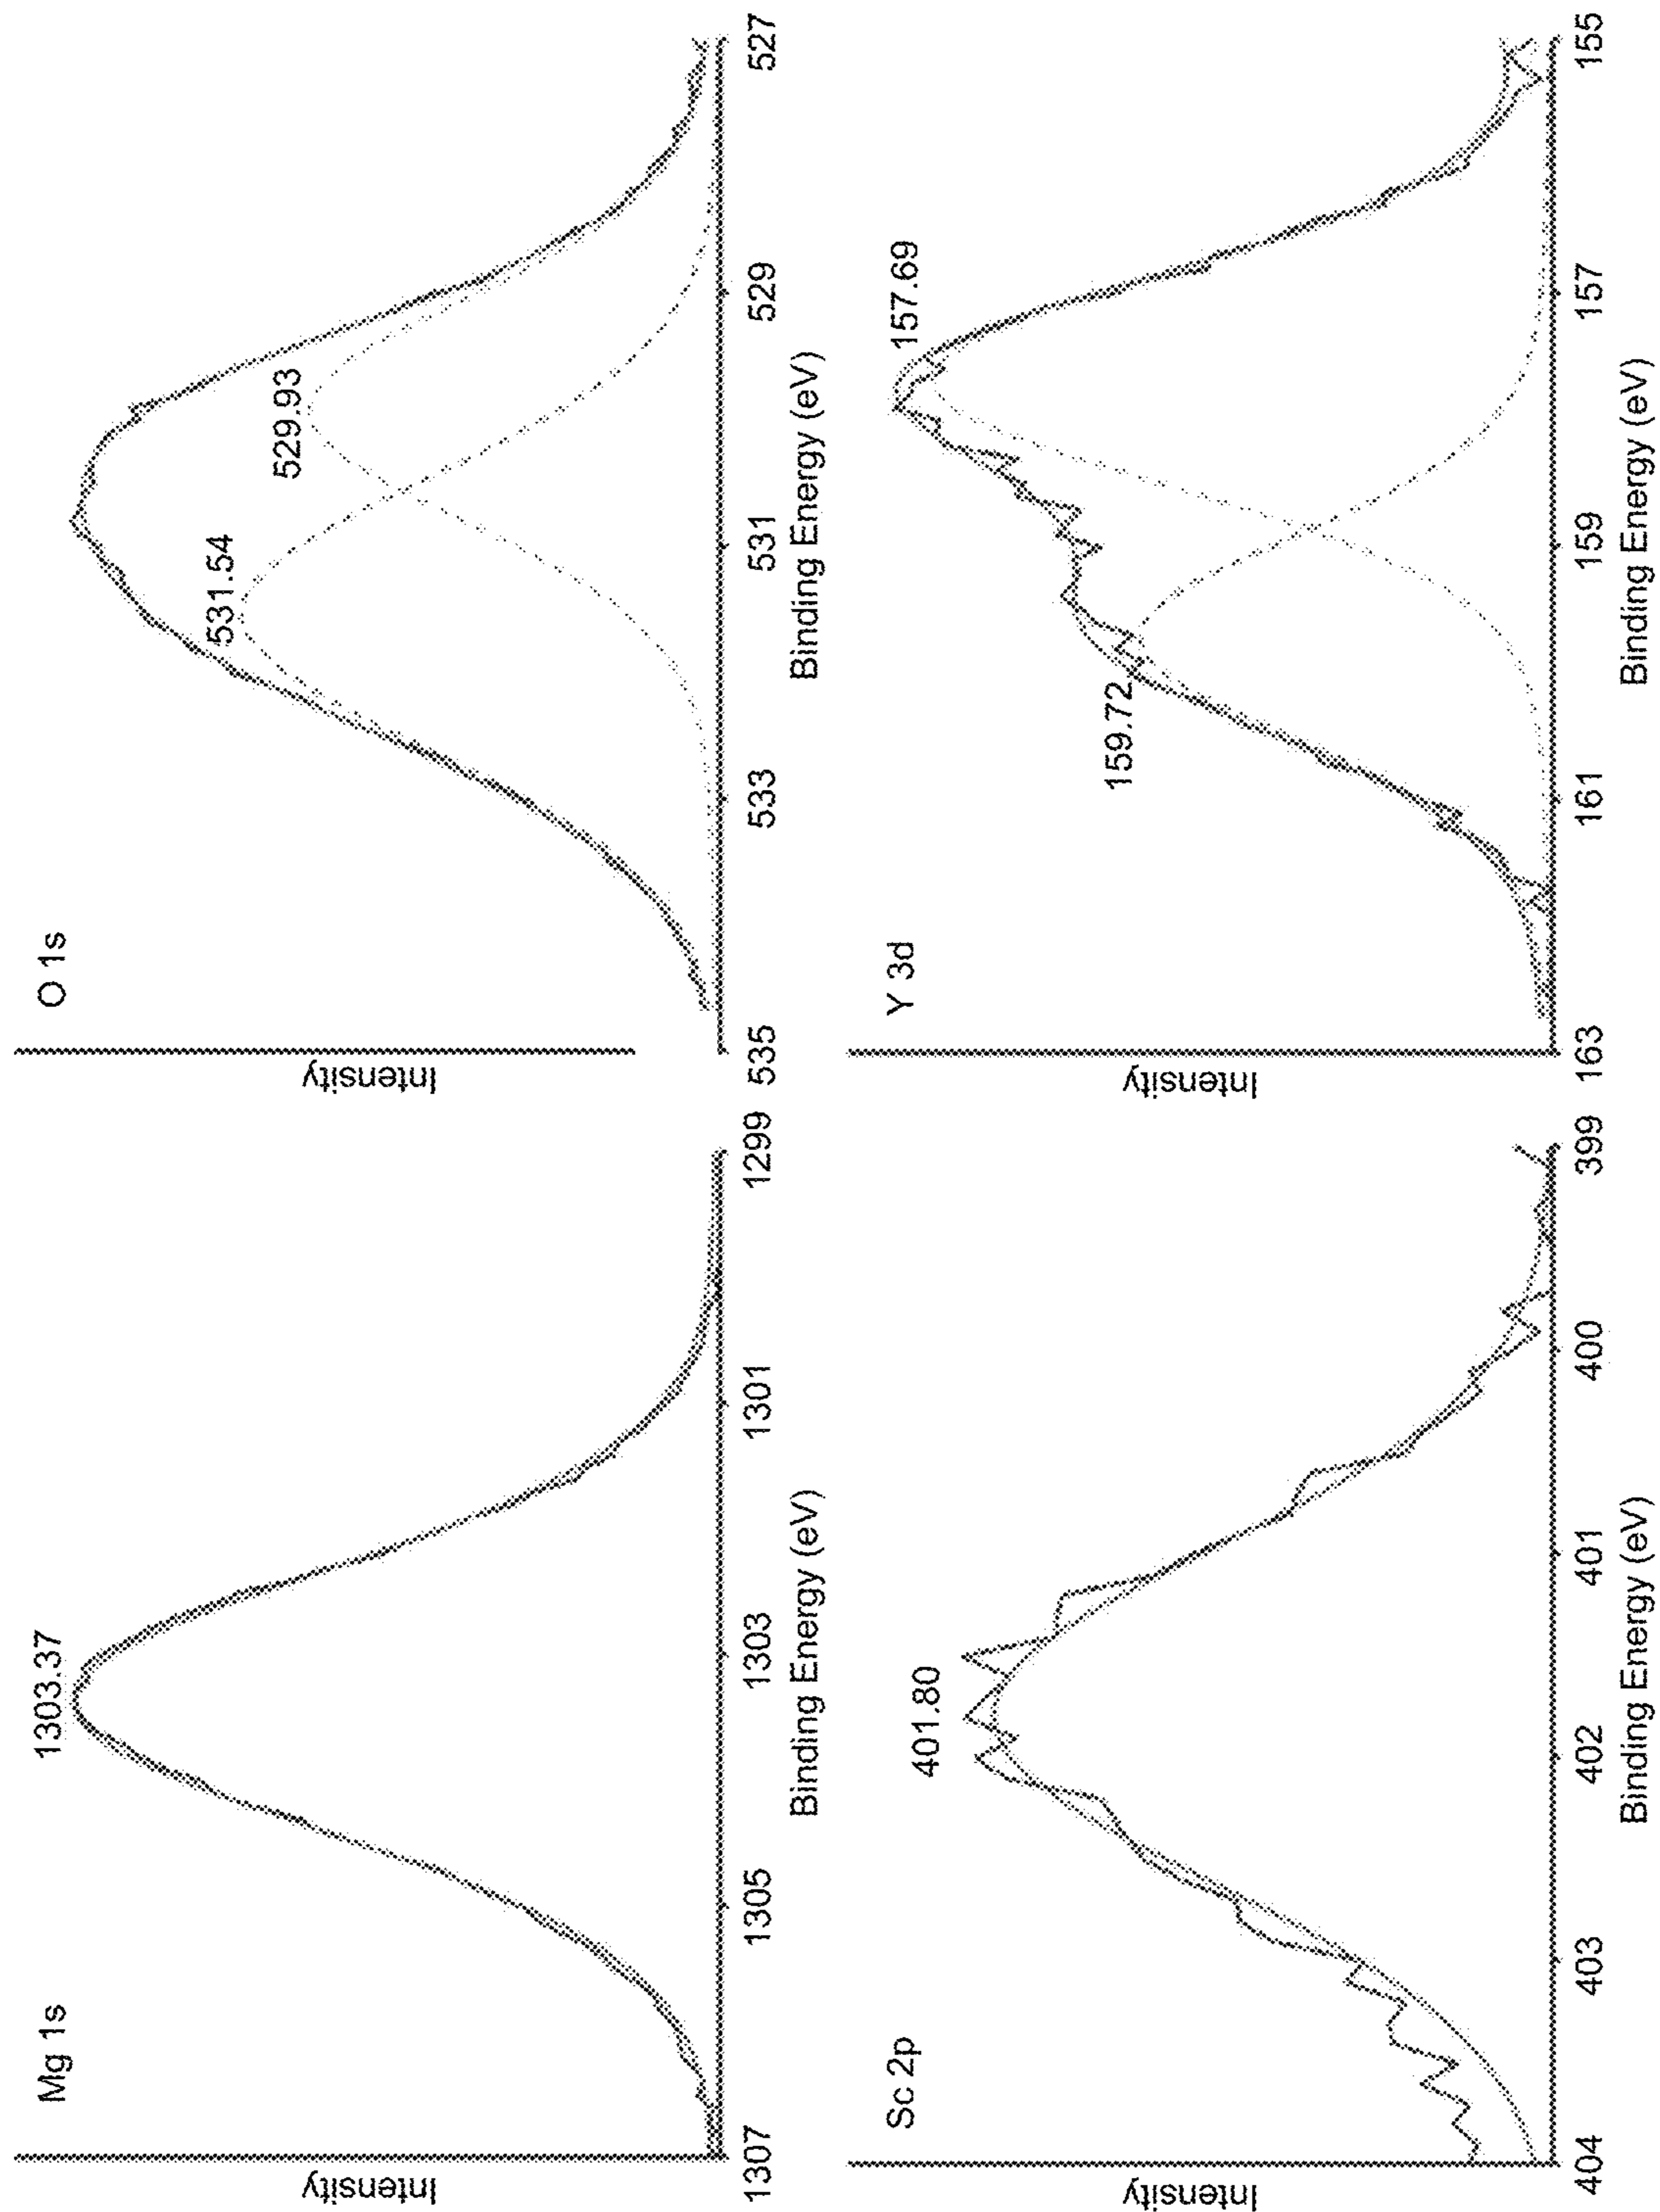 Mg 1s
1303.37
Intensity
1307
1305
1303
1301
1299
Binding Energy (eV)
O 1s
531.54
529.93
Intensity
535
533
531
529
527
Binding Energy (eV)
Sc 2p
401.80
Intensity
404
403
402
401
400
399
Binding Energy (eV)
Y 3d
159.72
157.69
Intensity
163
161
159
157
155
Binding Energy (eV)